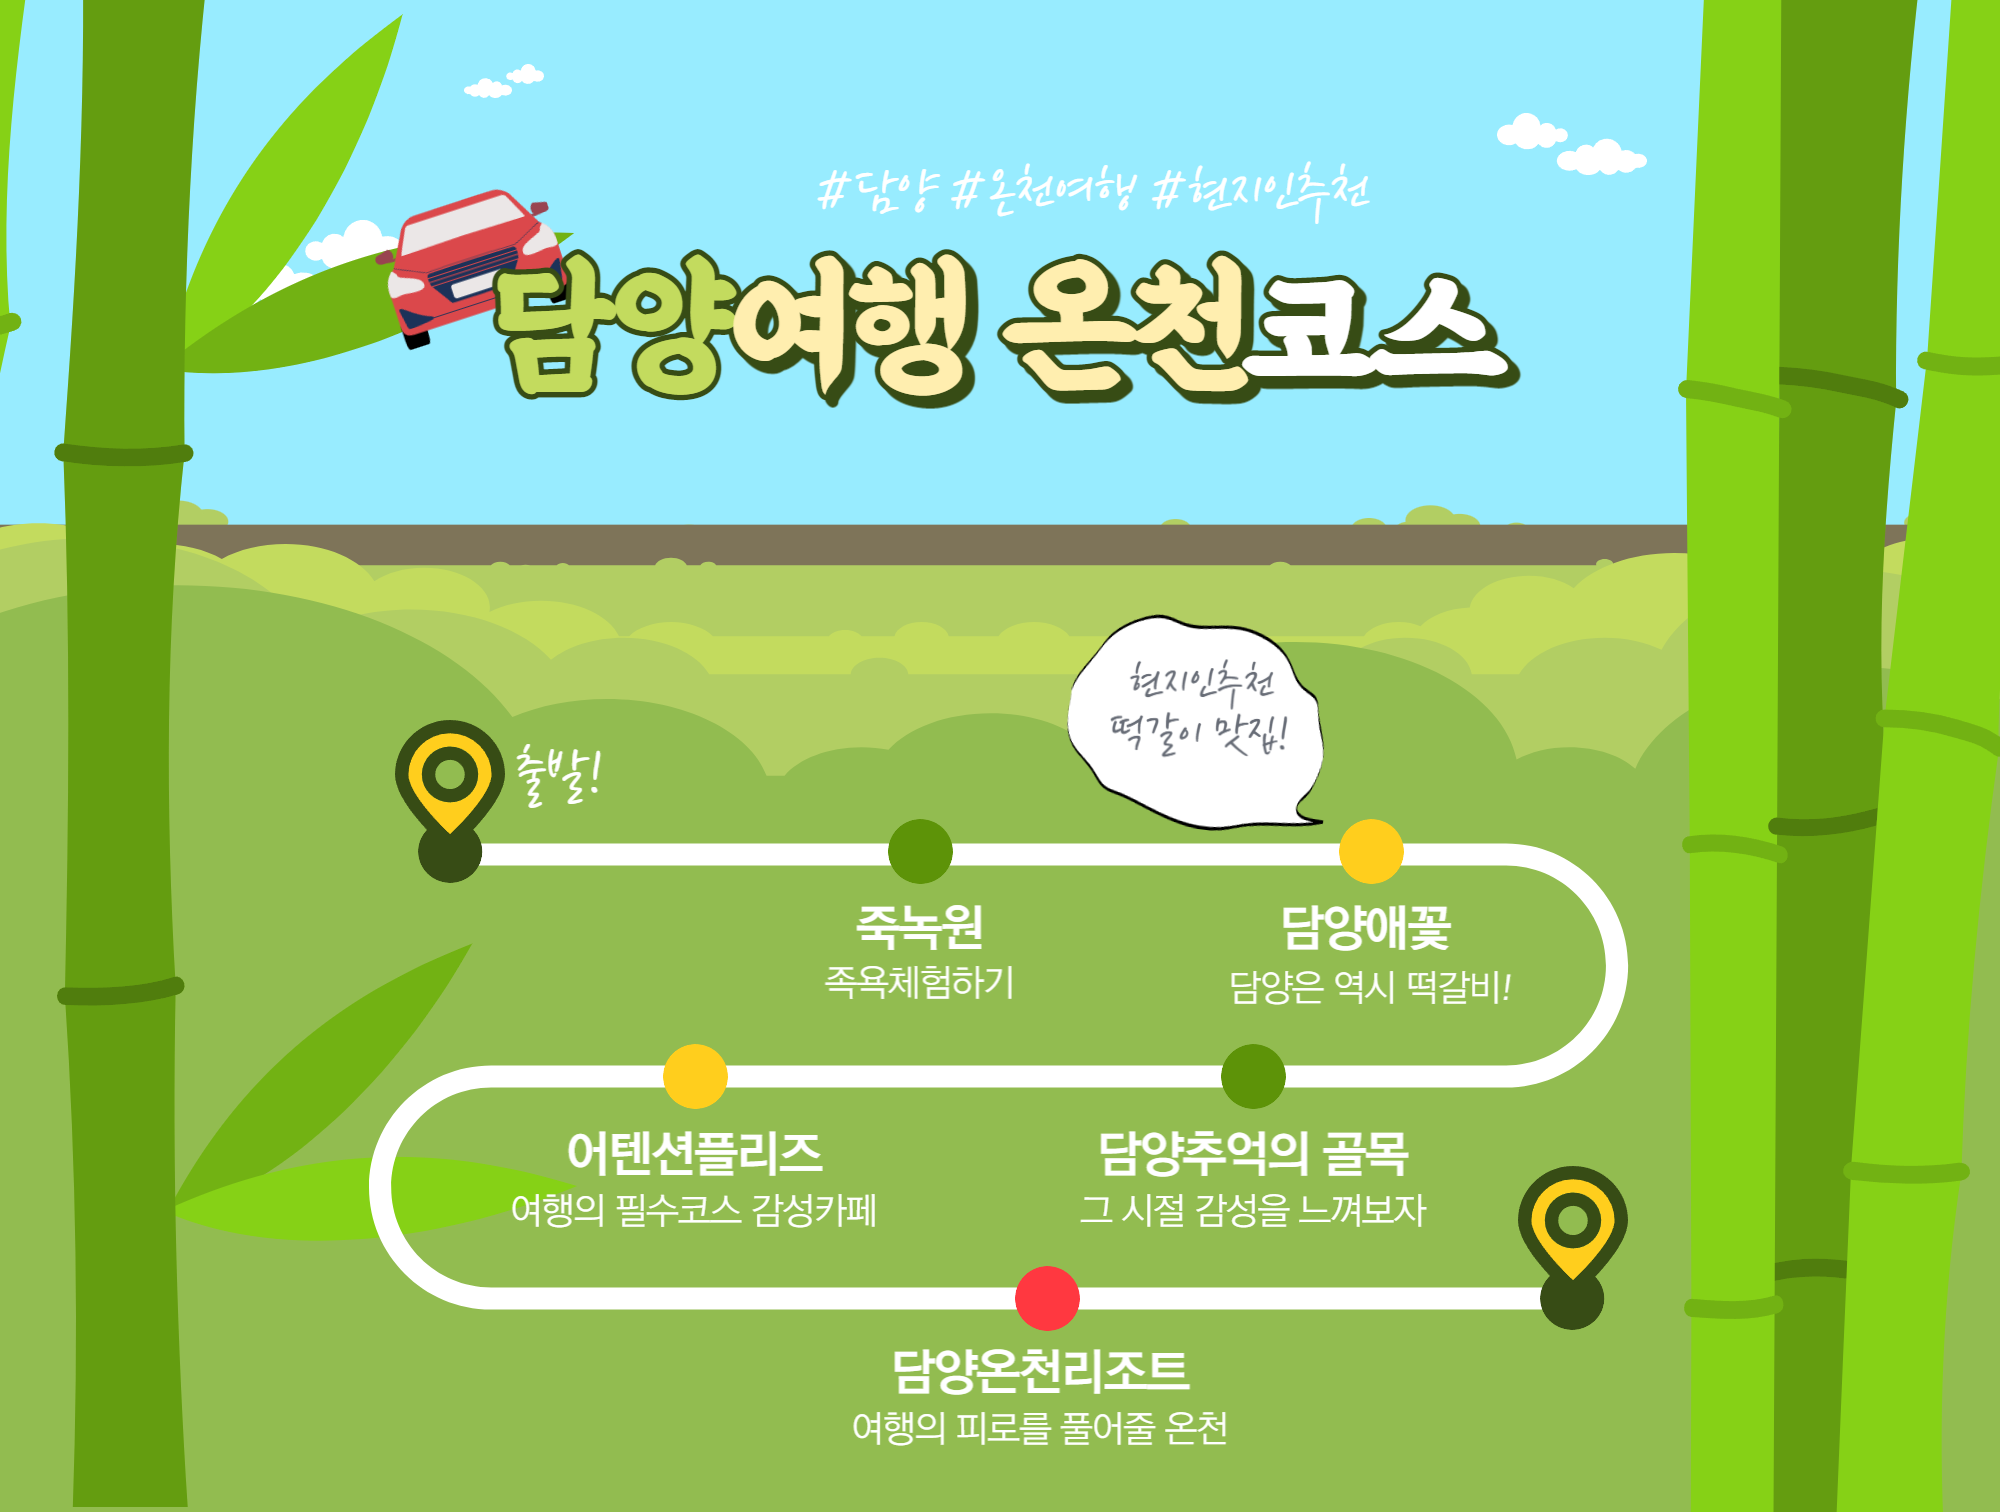 #담양 #온천여행 #현지인추천
담양여행 온천코스
현지인추천
떡갈이 맛집!
출발!
죽녹원
족욕체험하기
담양애꽃
담양은 역시 떡갈비!
어텐션플리즈
여행의 필수코스 감성카페
담양추억의 골목
그 시절 감성을 느껴보자
담양온천리조트
여행의 피로를 풀어줄 온천